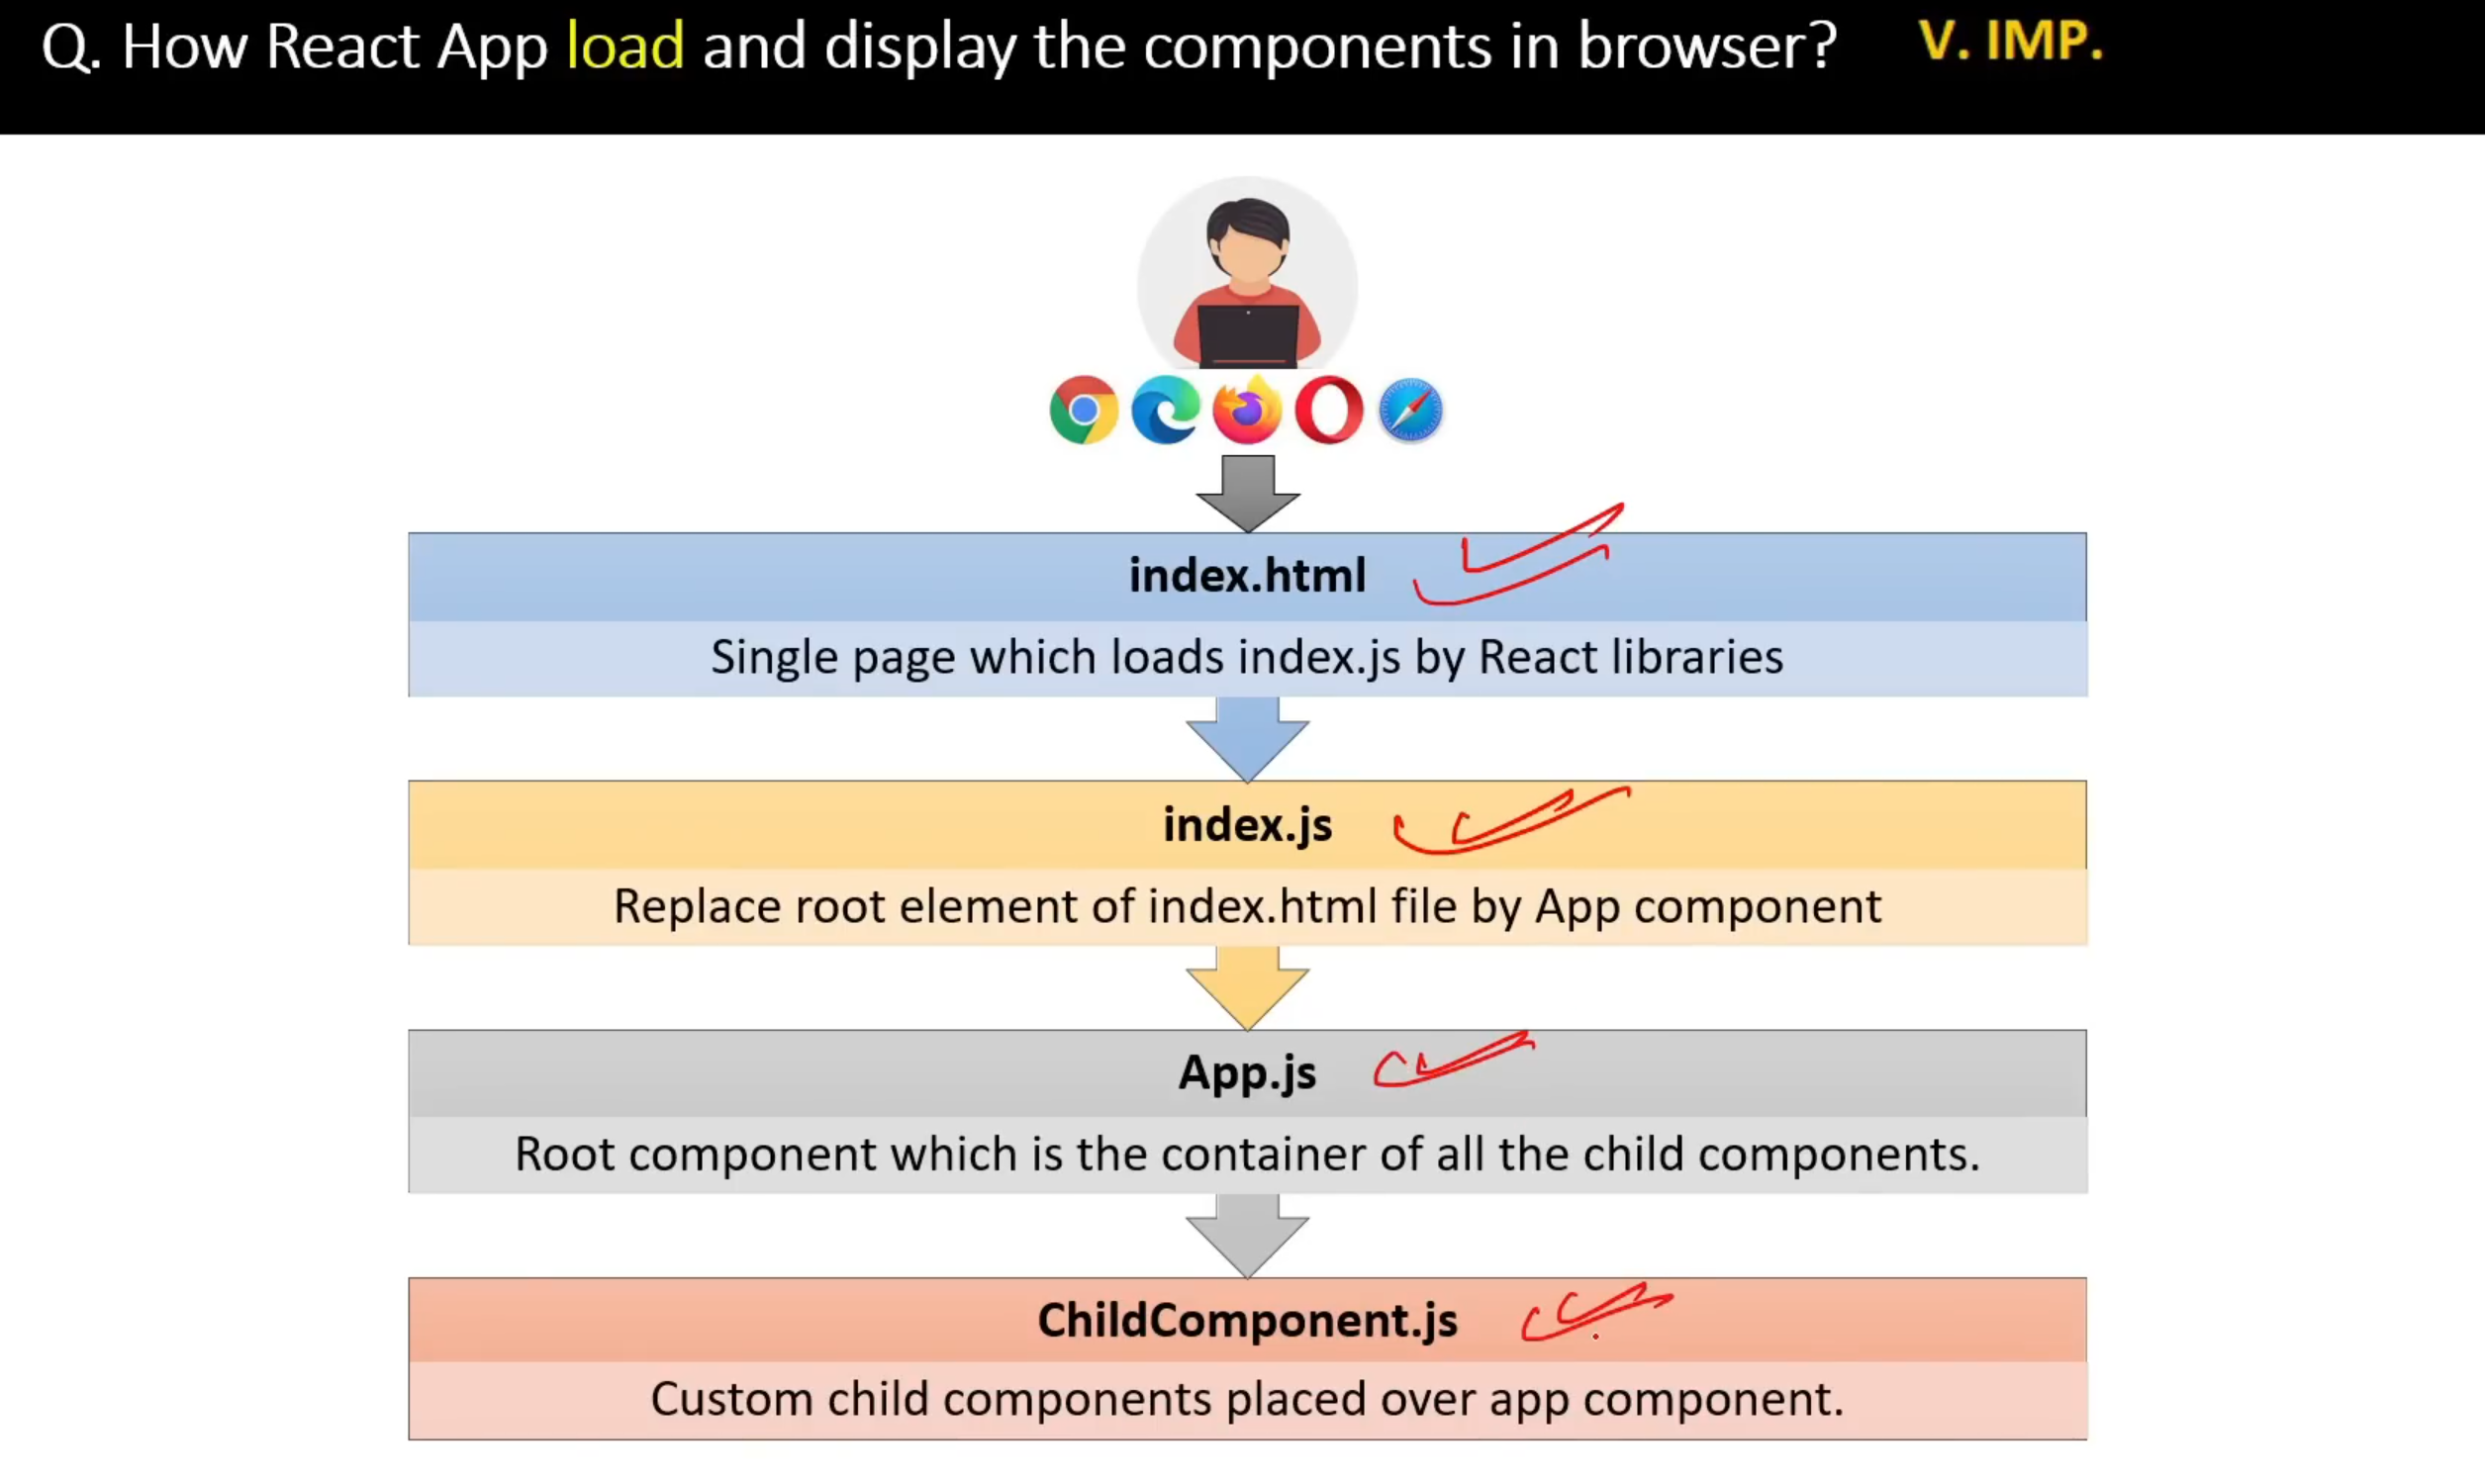 Q. How React App load and display the components in browser? V. IMP.
index.html
Single page which loads index.js by React libraries
index.js
Replace root element of index.html file by App component
App.js
Root component which is the container of all the child components.
ChildComponent.js
Custom child components placed over app component.